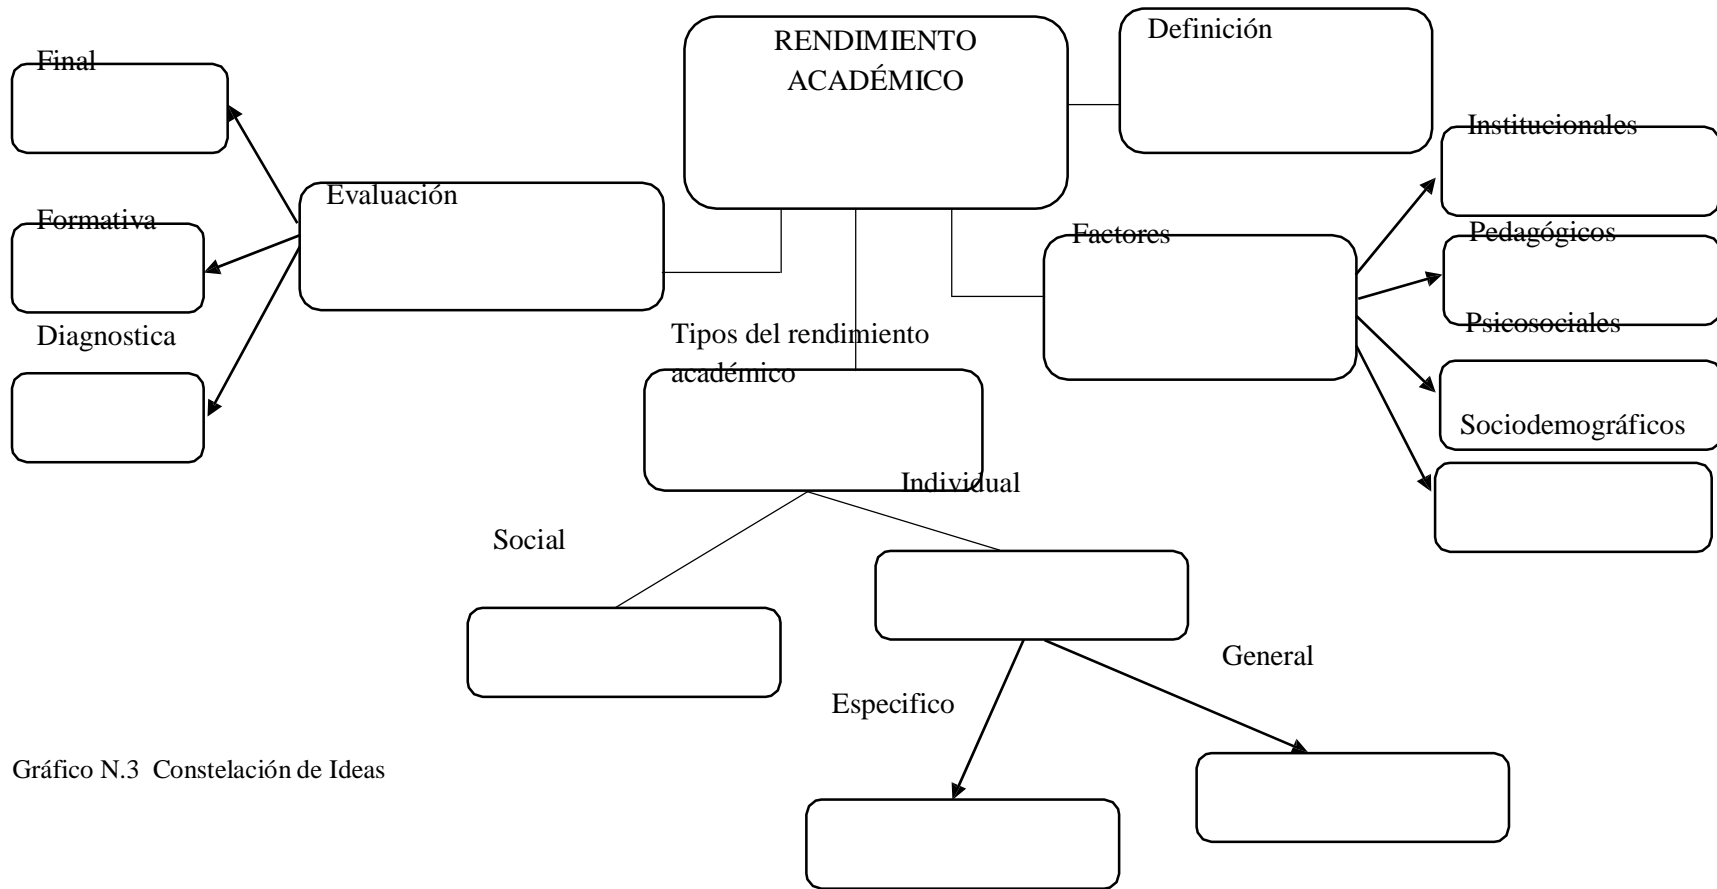 RENDIMIENTO
ACADÉMICO
Definición
Final
Institucionales
Evaluación
Formativa
Factores
Pedagógicos
Diagnostica
Tipos del rendimiento
académico
Psicosociales
Sociodemográficos
Individual
Social
General
Especifico
Gráfico N.3  Constelación de Ideas